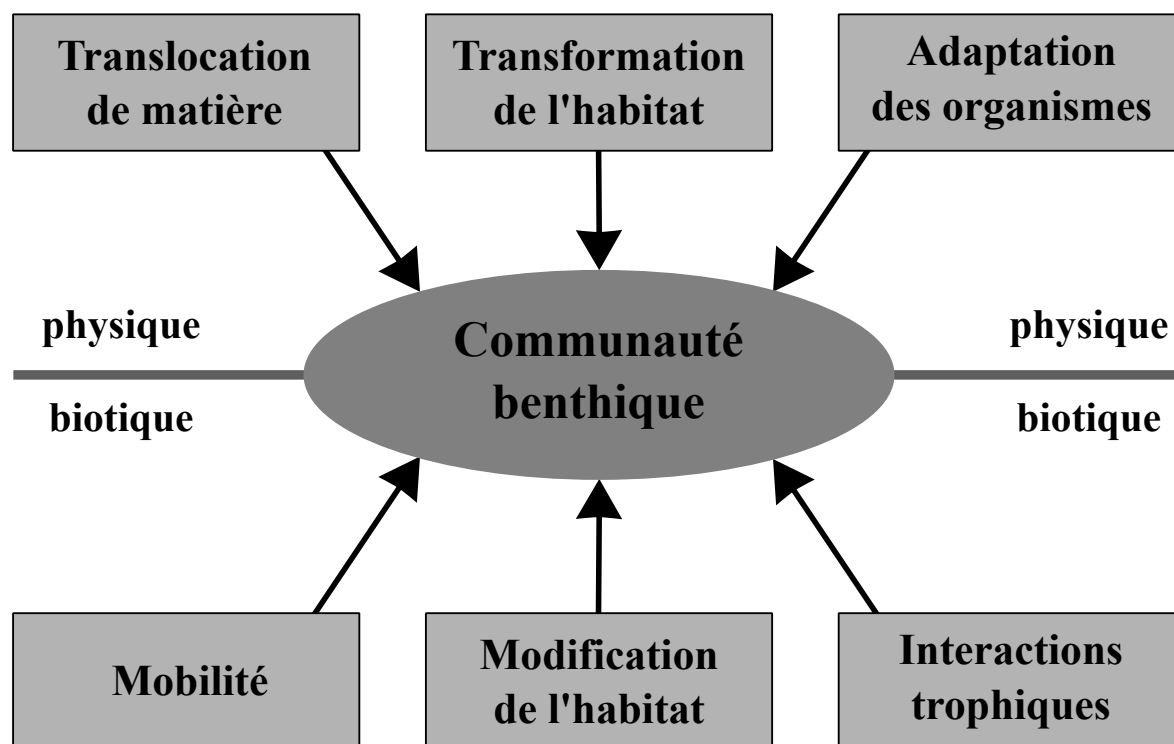 Translocation
de matière
Transformation
de l'habitat
Adaptation
des organismes
physique
physique
Communauté
benthique
biotique
biotique
Mobilité
Modification
de l'habitat
Interactions
trophiques